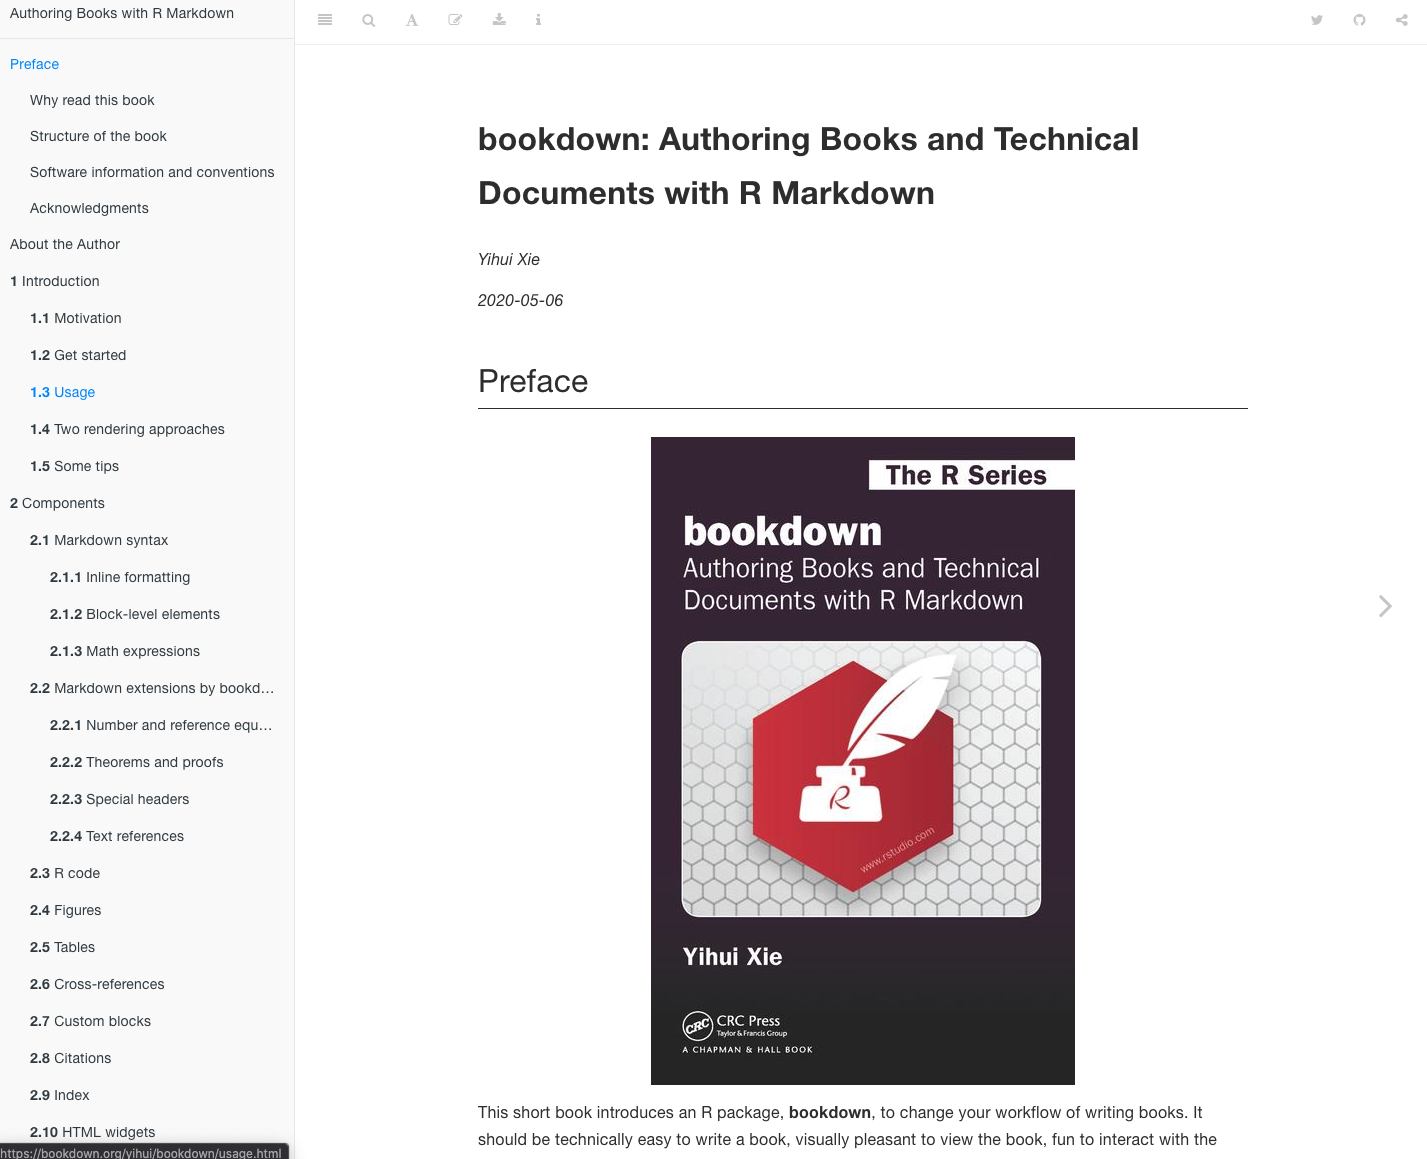 Authoring Books with R Markdown
Preface
Why read this book
Structure of the book
Software information and conventions
Acknowledgments
About the Author
1 Introduction
1.1 Motivation
1.2 Get started
1.3 Usage
1.4 Two rendering approaches
1.5 Some tips
2 Components
2.1 Markdown syntax
2.1.1 Inline formatting
2.1.2 Block-level elements
2.1.3 Math expressions
2.2 Markdown extensions by bookd…
2.2.1 Number and reference equ…
2.2.2 Theorems and proofs
2.2.3 Special headers
2.2.4 Text references
2.3 R code
2.4 Figures
2.5 Tables
2.6 Cross-references
2.7 Custom blocks
2.8 Citations
2.9 Index
2.10 HTML widgets
https://bookdown.org/yihui/bookdown/usage.html
A
i
bookdown: Authoring Books and Technical
Documents with R Markdown
Yihui Xie
2020-05-06
Preface
The R Series
bookdown
Authoring Books and Technical
Documents with R Markdown
R
www.rstudio.com
Yihui Xie
CRC
CRC Press
Taylor & Francis Group
A CHAPMAN & HALL BOOK
This short book introduces an R package, bookdown, to change your workflow of writing books. It
should be technically easy to write a book, visually pleasant to view the book, fun to interact with the